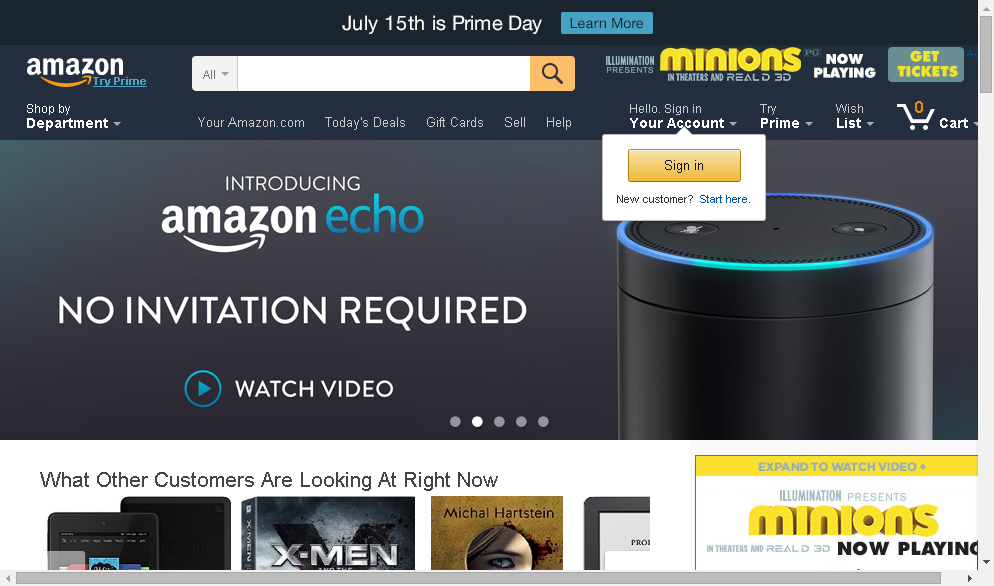 July 15th is Prime Day Learn More
amazon
Try Prime
All
ILLUMINATION
PRESENTS
minions
IN THEATERS AND REAL D 3D
PG
NOW
PLAYING
GET
TICKETS
Shop by
Department
Your Amazon.com Today's Deals Gift Cards Sell Help
Hello. Sign in
Your Account
Try
Prime
Wish
List
0
Cart
Sign in
New customer? Start here.
INTRODUCING
amazon echo
NO INVITATION REQUIRED
WATCH VIDEO
What Other Customers Are Looking At Right Now
X-MEN
X-MEN
AND THE
Michal Hartstein
EXPAND TO WATCH VIDEO +
ILLUMINATION PRESENTS
minions
IN THEATERS AND REAL D 3D NOW PLAYING